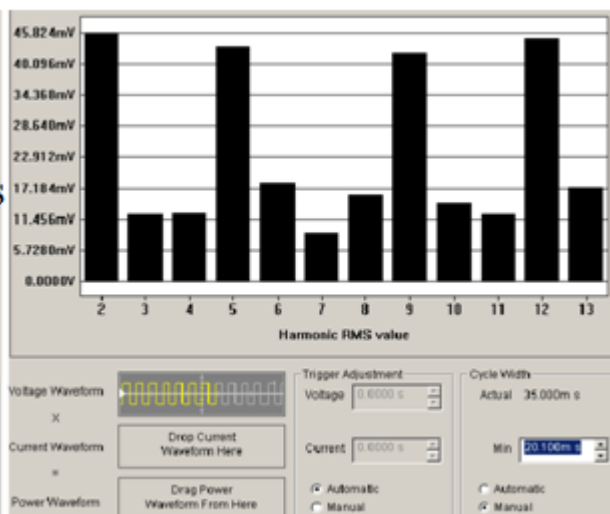 45.824mV
40.096mV
34.368mV
28.640mV
22.912mV
17.184mV
11.456mV
5.7280mV
0.0000V
2 3 4 5 6 7 8 9 10 11 12 13
Harmonic RMS value
s
Voltage Waveform
X
Current Waveform
=
Power Waveform
Drop Current
Waveform Here
Drag Power
Waveform From Here
Trigger Adjustment
Voltage 0.6000 s
Current 0.6000 s
Automatic
Manual
Cycle Width
Actual 35.000m s
Min 20.100m s
Automatic
Manual